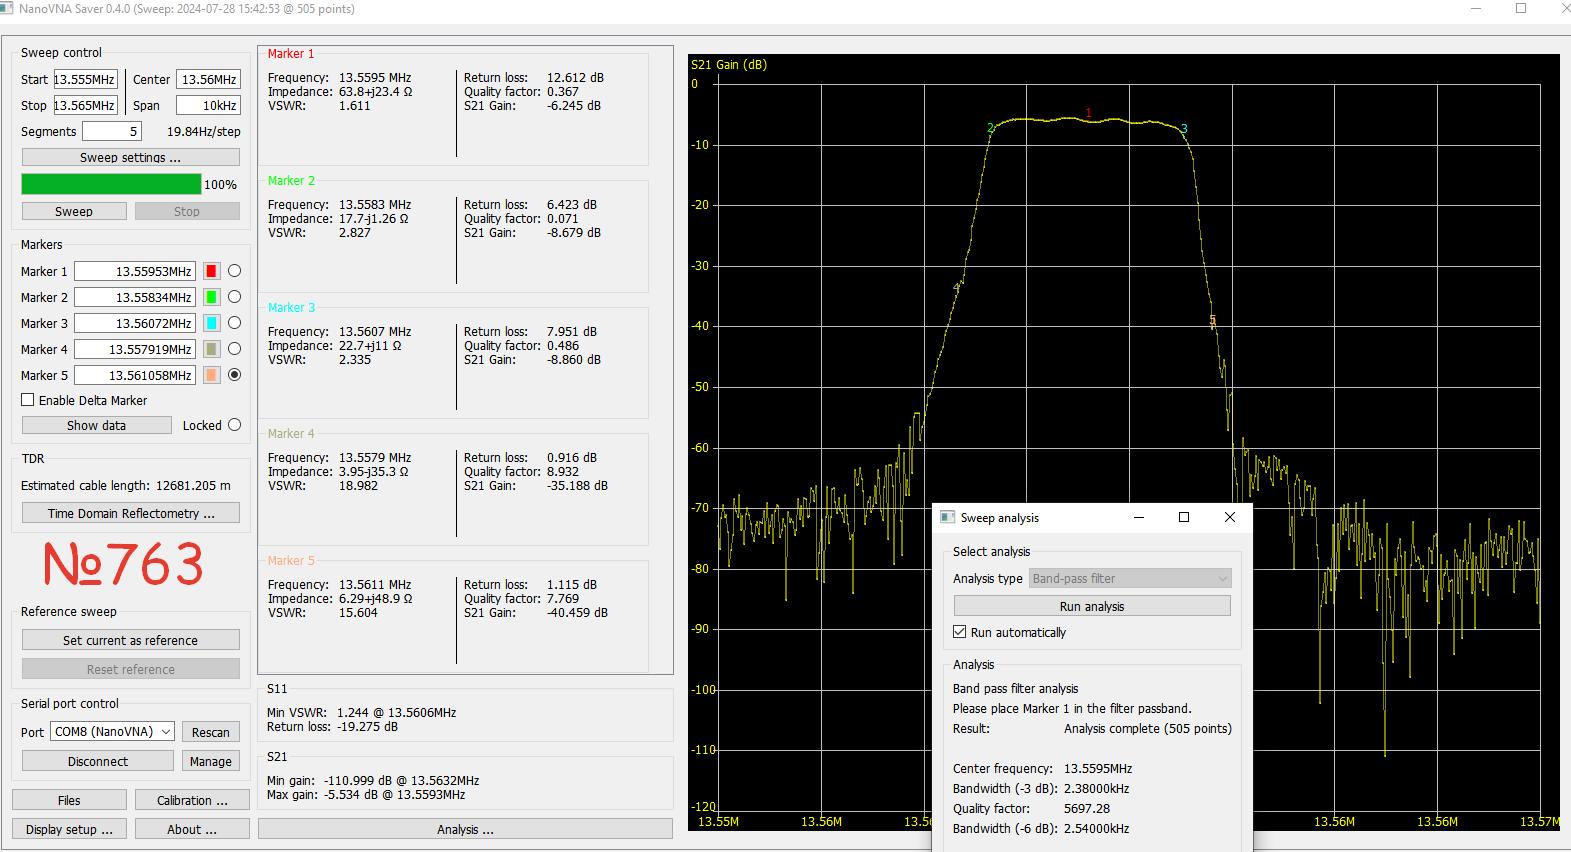 NanoVNA Saver 0.4.0 (Sweep: 2024-07-28 15:42:53 @ 505 points)
Sweep control
Start 13.555MHz Center 13.56MHz
Stop 13.565MHz Span 10kHz
Segments 5 19.84Hz/step
Sweep settings ...
100%
Sweep Stop
Markers
Marker 1 13.55953MHz
Marker 2 13.55834MHz
Marker 3 13.56072MHz
Marker 4 13.557919MHz
Marker 5 13.561058MHz
Enable Delta Marker
Show data Locked
TDR
Estimated cable length: 12681.205 m
Time Domain Reflectometry ...
№763
Reference sweep
Set current as reference
Reset reference
Serial port control
Port COM8 (NanoVNA) Rescan
Disconnect Manage
Files Calibration ...
Display setup ... About ...
Marker 1
Frequency: 13.5595 MHz Return loss: 12.612 dB
Impedance: 63.8+j23.4 Ω Quality factor: 0.367
VSWR: 1.611 S21 Gain: -6.245 dB
Marker 2
Frequency: 13.5583 MHz Return loss: 6.423 dB
Impedance: 17.7-j1.26 Ω Quality factor: 0.071
VSWR: 2.827 S21 Gain: -8.679 dB
Marker 3
Frequency: 13.5607 MHz Return loss: 7.951 dB
Impedance: 22.7+j11 Ω Quality factor: 0.486
VSWR: 2.335 S21 Gain: -8.860 dB
Marker 4
Frequency: 13.5579 MHz Return loss: 0.916 dB
Impedance: 3.95-j35.3 Ω Quality factor: 8.932
VSWR: 18.982 S21 Gain: -35.188 dB
Marker 5
Frequency: 13.5611 MHz Return loss: 1.115 dB
Impedance: 6.29+j48.9 Ω Quality factor: 7.769
VSWR: 15.604 S21 Gain: -40.459 dB
S11
Min VSWR: 1.244 @ 13.5606MHz
Return loss: -19.275 dB
S21
Min gain: -110.999 dB @ 13.5632MHz
Max gain: -5.534 dB @ 13.5593MHz
Analysis ...
S21 Gain (dB)
0
-10
-20
-30
-40
-50
-60
-70
-80
-90
-100
-110
-120
1
2
3
4
5
13.55M 13.56M 13.56M 13.56M 13.57M
Sweep analysis
Select analysis
Analysis type Band-pass filter
Run analysis
Run automatically
Analysis
Band pass filter analysis
Please place Marker 1 in the filter passband.
Result: Analysis complete (505 points)
Center frequency: 13.5595MHz
Bandwidth (-3 dB): 2.38000kHz
Quality factor: 5697.28
Bandwidth (-6 dB): 2.54000kHz